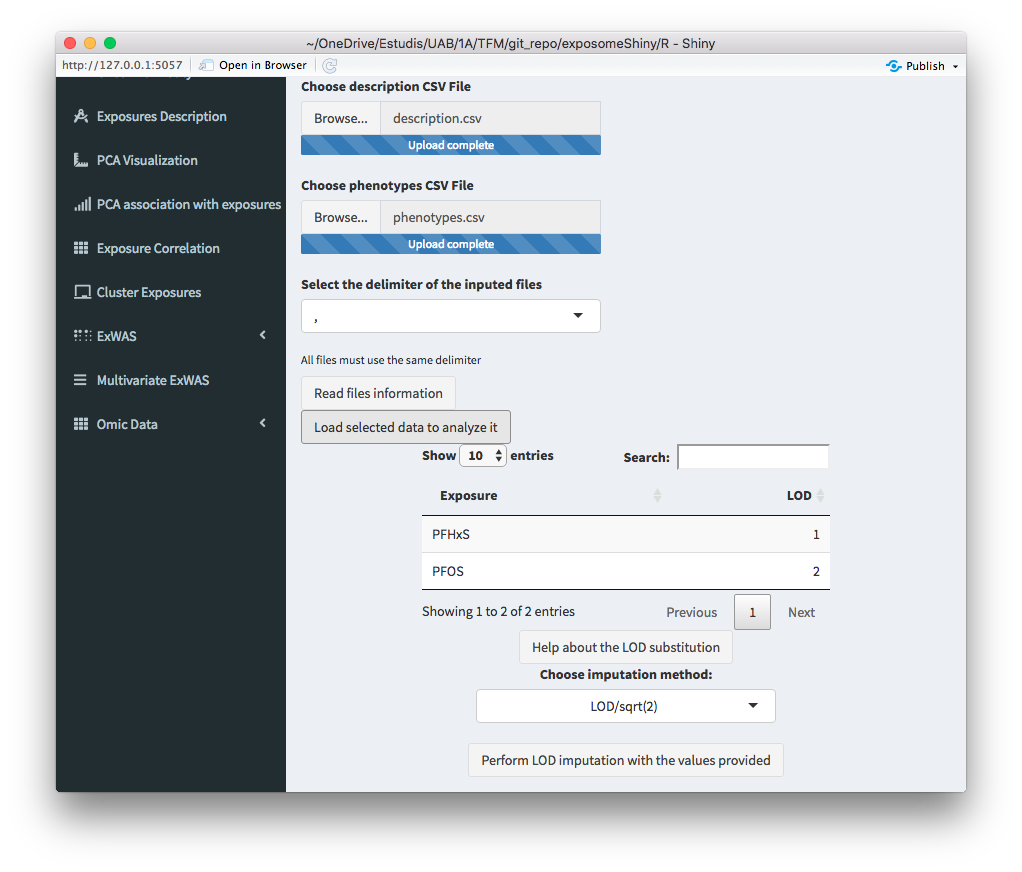 ~/OneDrive/Estudis/UAB/1A/TFM/git_repo/exposomeShiny/R - Shiny
http://127.0.0.1:5057 Open in Browser Publish
Exposures Description
PCA Visualization
PCA association with exposures
Exposure Correlation
Cluster Exposures
ExWAS
Multivariate ExWAS
Omic Data
Choose description CSV File
Browse... description.csv
Upload complete
Choose phenotypes CSV File
Browse... phenotypes.csv
Upload complete
Select the delimiter of the inputed files
,
All files must use the same delimiter
Read files information
Load selected data to analyze it
Show 10 entries Search:
Exposure LOD
PFHxS 1
PFOS 2
Showing 1 to 2 of 2 entries Previous 1 Next
Help about the LOD substitution
Choose imputation method:
LOD/sqrt(2)
Perform LOD imputation with the values provided